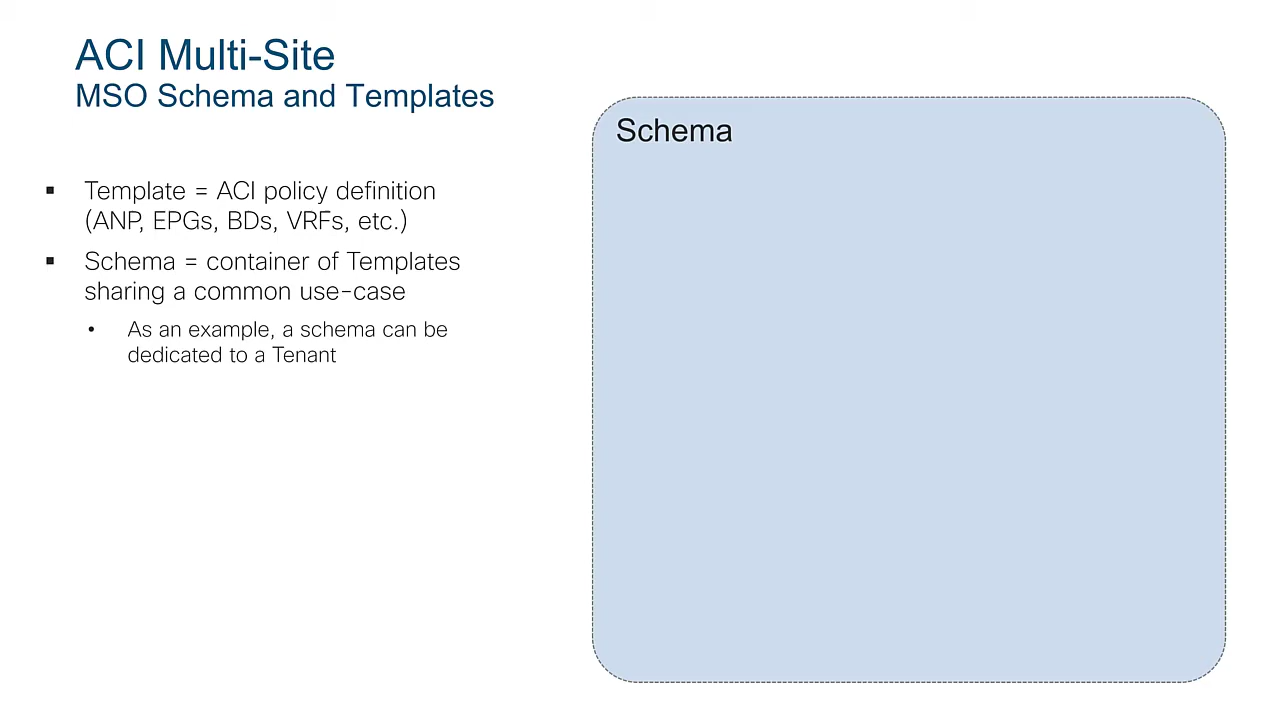 ACI Multi-Site
MSO Schema and Templates
▪ Template = ACI policy definition
(ANP, EPGs, BDs, VRFs, etc.)
▪ Schema = container of Templates
sharing a common use-case
• As an example, a schema can be
dedicated to a Tenant
Schema